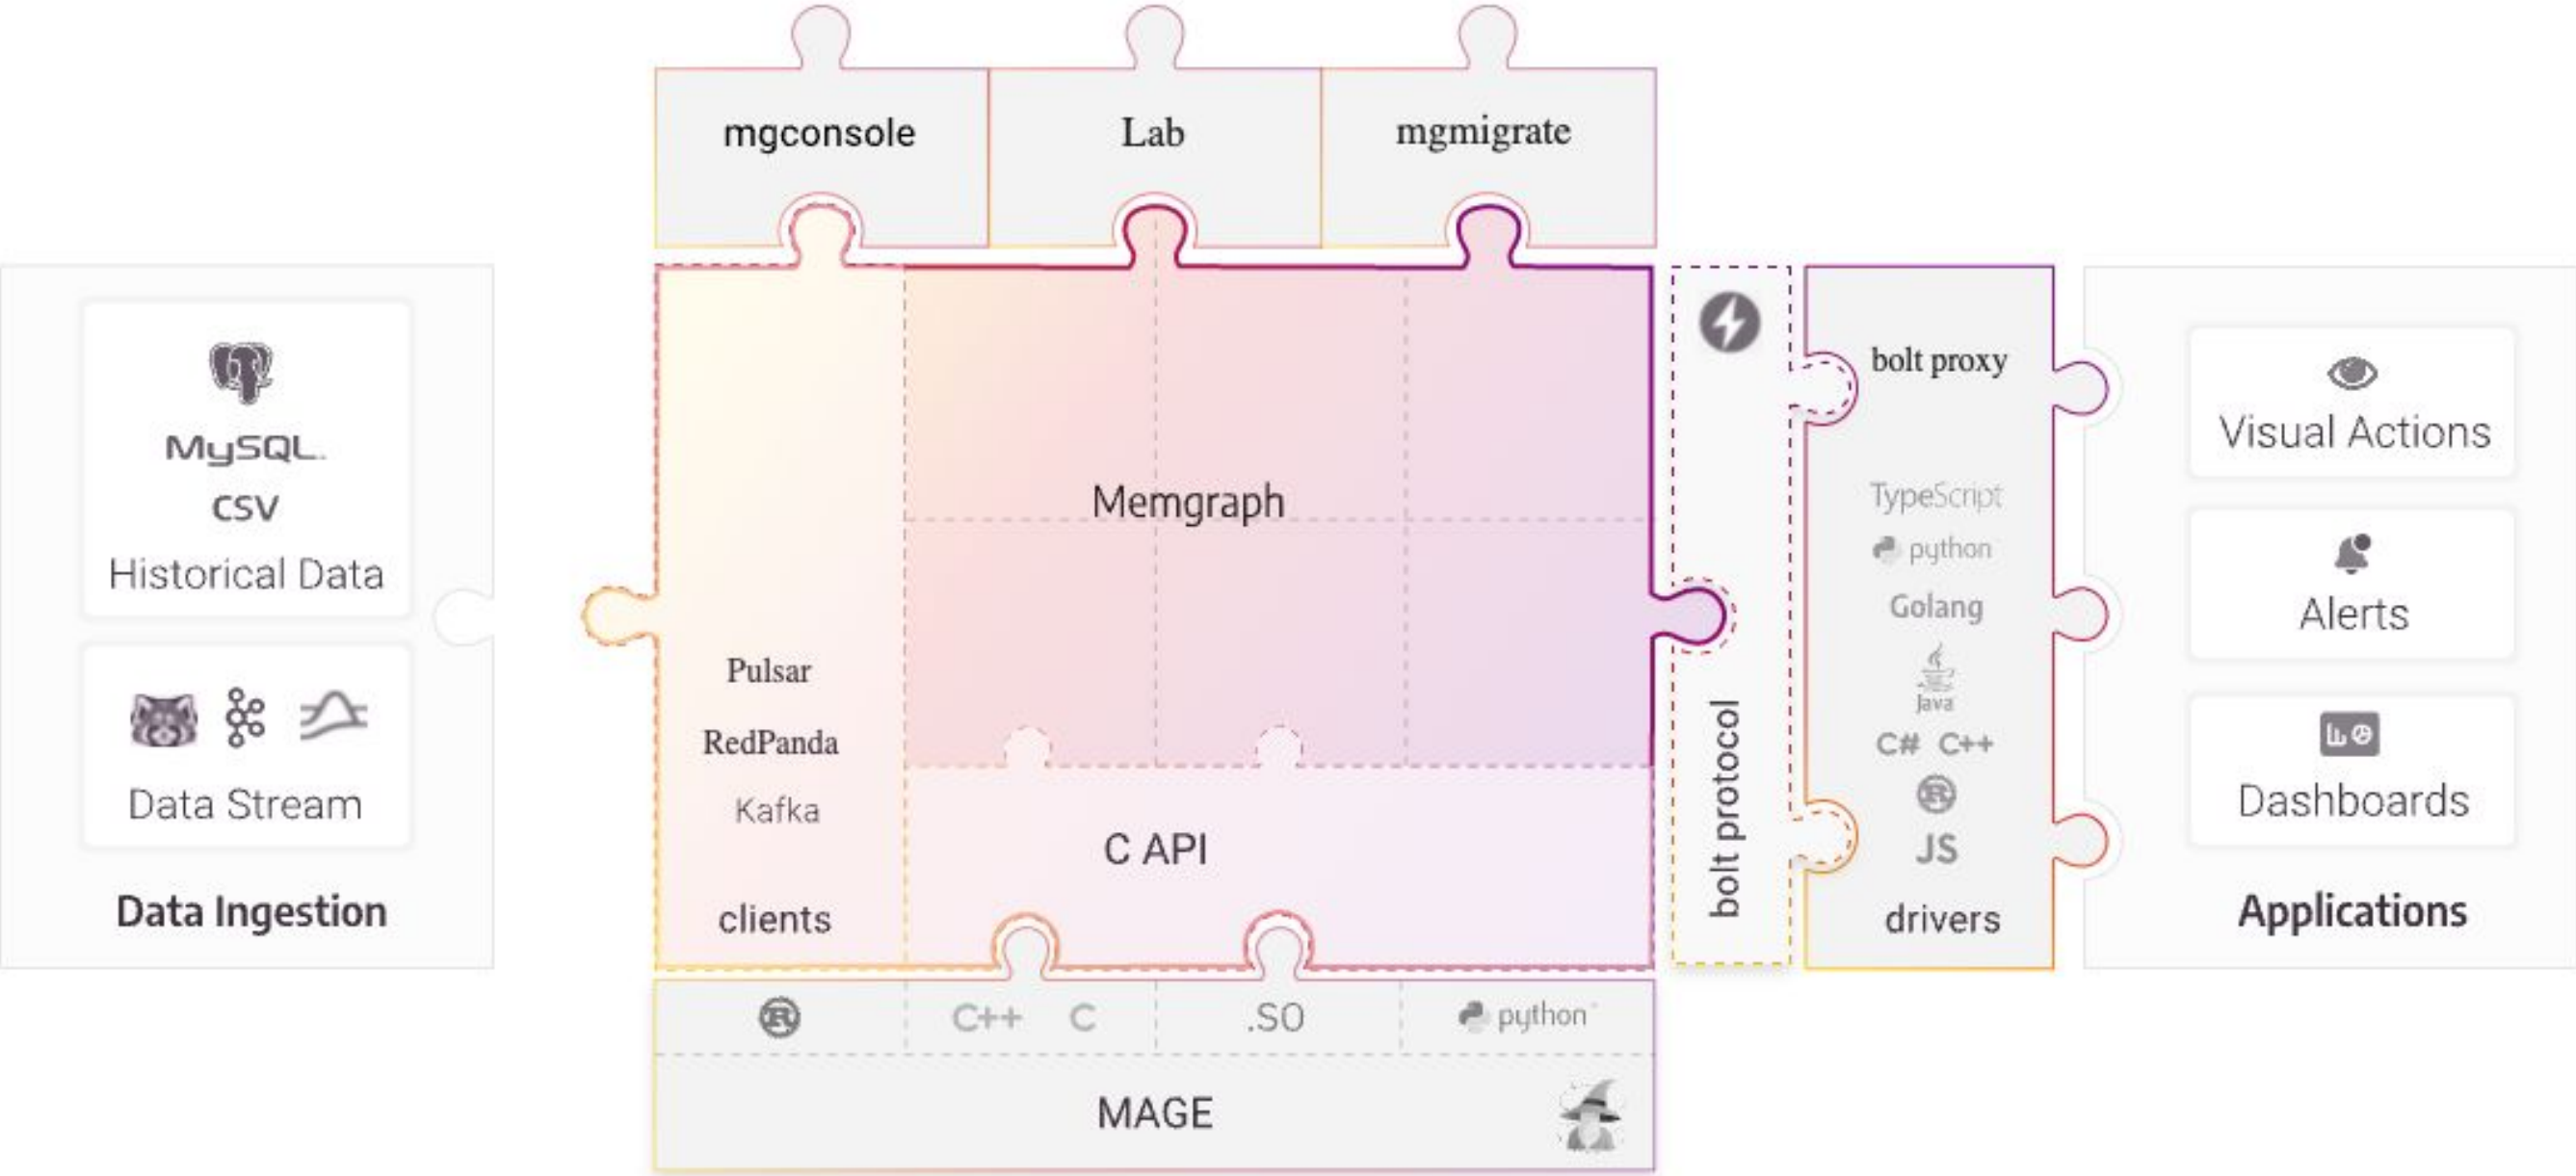 mgconsole
Lab
mgmigrate
MySQL
CSV
Historical Data
Data Stream
Data Ingestion
Memgraph
Pulsar
RedPanda
Kafka
clients
C API
bolt protocol
bolt proxy
TypeScript
python
Golang
Java
C# C++
R
JS
drivers
Visual Actions
Alerts
Dashboards
Applications
R
C++ C
.SO
python
MAGE